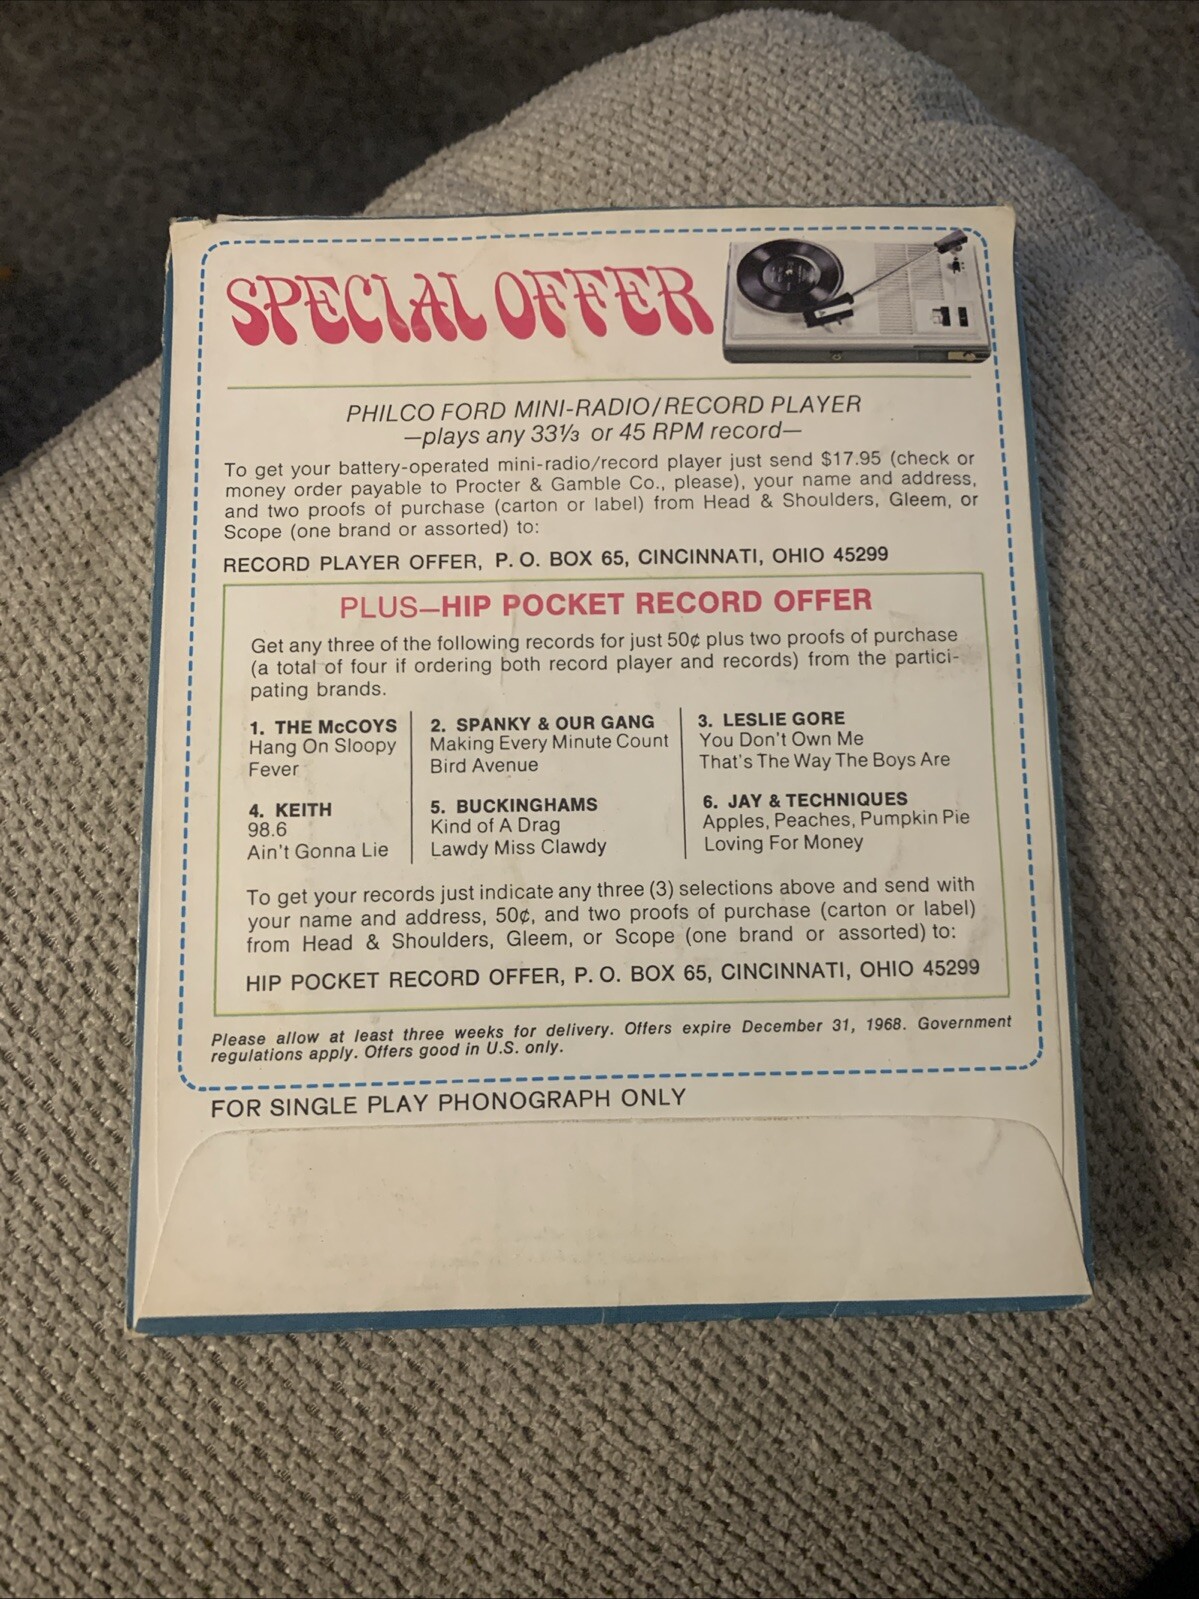 SPECIAL OFFER
PHILCO FORD MINI-RADIO/RECORD PLAYER
—plays any 33⅓ or 45 RPM record—
To get your battery-operated mini-radio/record player just send $17.95 (check or
money order payable to Procter & Gamble Co., please), your name and address,
and two proofs of purchase (carton or label) from Head & Shoulders, Gleem, or
Scope (one brand or assorted) to:
RECORD PLAYER OFFER, P. O. BOX 65, CINCINNATI, OHIO 45299
PLUS—HIP POCKET RECORD OFFER
Get any three of the following records for just 50¢ plus two proofs of purchase
(a total of four if ordering both record player and records) from the partici-
pating brands.
1. THE McCOYS
Hang On Sloopy
Fever
2. SPANKY & OUR GANG
Making Every Minute Count
Bird Avenue
3. LESLIE GORE
You Don't Own Me
That's The Way The Boys Are
4. KEITH
98.6
Ain't Gonna Lie
5. BUCKINGHAMS
Kind of A Drag
Lawdy Miss Clawdy
6. JAY & TECHNIQUES
Apples, Peaches, Pumpkin Pie
Loving For Money
To get your records just indicate any three (3) selections above and send with
your name and address, 50¢, and two proofs of purchase (carton or label)
from Head & Shoulders, Gleem, or Scope (one brand or assorted) to:
HIP POCKET RECORD OFFER, P. O. BOX 65, CINCINNATI, OHIO 45299
Please allow at least three weeks for delivery. Offers expire December 31, 1968. Government
regulations apply. Offers good in U.S. only.
FOR SINGLE PLAY PHONOGRAPH ONLY